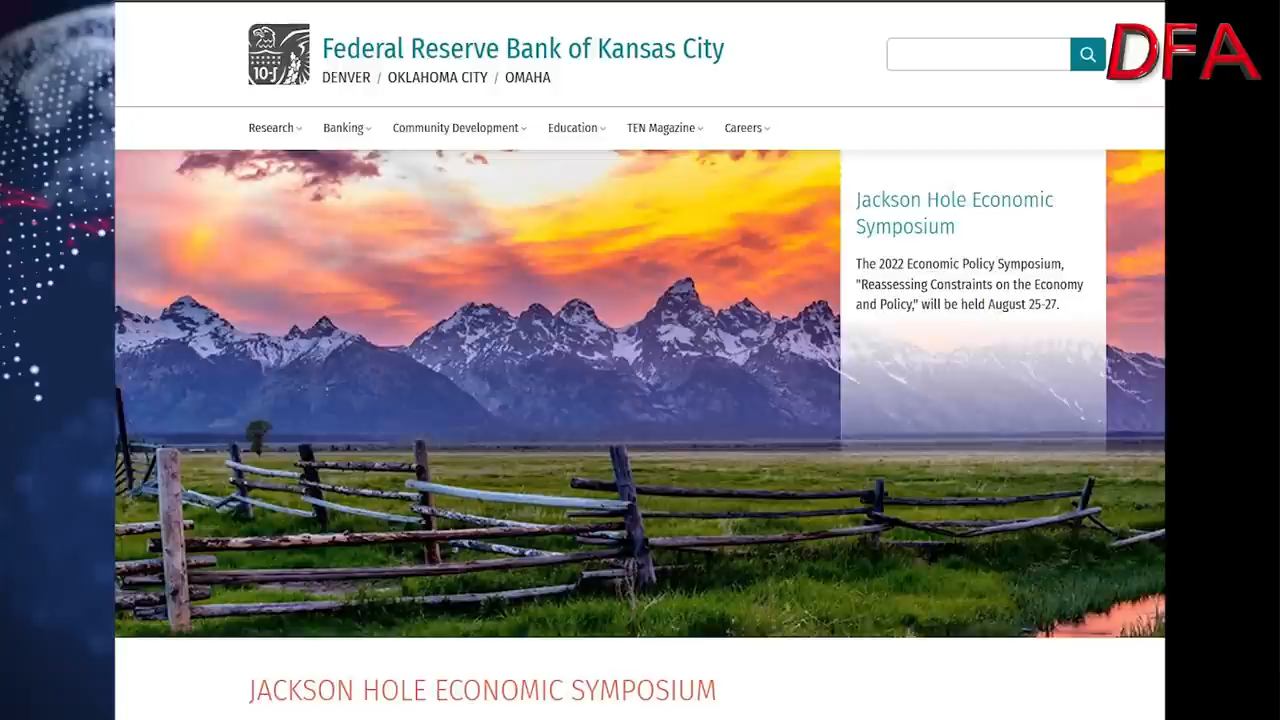 Federal Reserve Bank of Kansas City
DENVER / OKLAHOMA CITY / OMAHA
10-J
DFA
Research
Banking
Community Development
Education
TEN Magazine
Careers
Jackson Hole Economic
Symposium
The 2022 Economic Policy Symposium,
"Reassessing Constraints on the Economy
and Policy," will be held August 25-27.
JACKSON HOLE ECONOMIC SYMPOSIUM